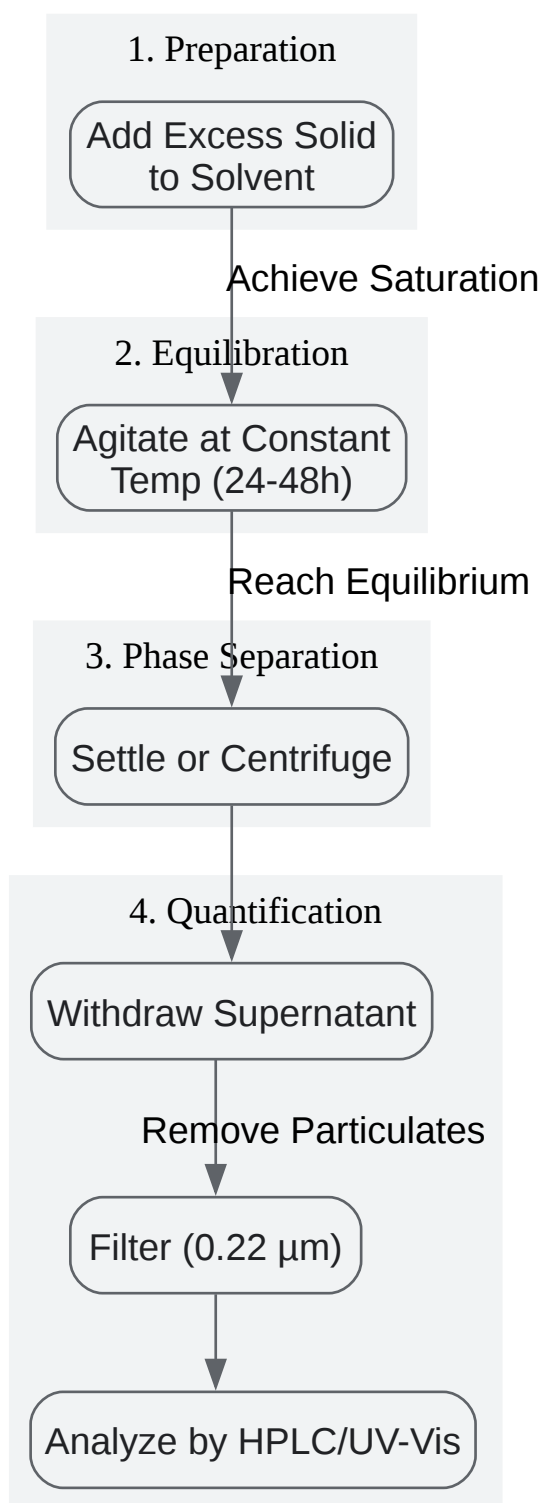 1. Preparation
Add Excess Solid
to Solvent
Achieve Saturation
2. Equilibration
Agitate at Constant
Temp (24-48h)
Reach Equilibrium
3. Phase Separation
Settle or Centrifuge
4. Quantification
Withdraw Supernatant
Remove Particulates
Filter (0.22 µm)
Analyze by HPLC/UV-Vis